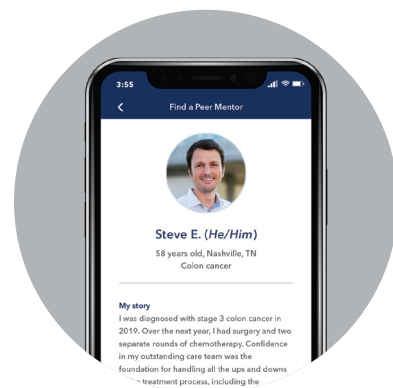 3:55
Find a Peer Mentor
Steve E. (He/Him)
58 years old, Nashville, TN
Colon cancer
My story
I was diagnosed with stage 3 colon cancer in
2019. Over the next year, I had surgery and two
separate rounds of chemotherapy. Confidence
in my outstanding care team was the
foundation for handling all the ups and downs
treatment process, including the